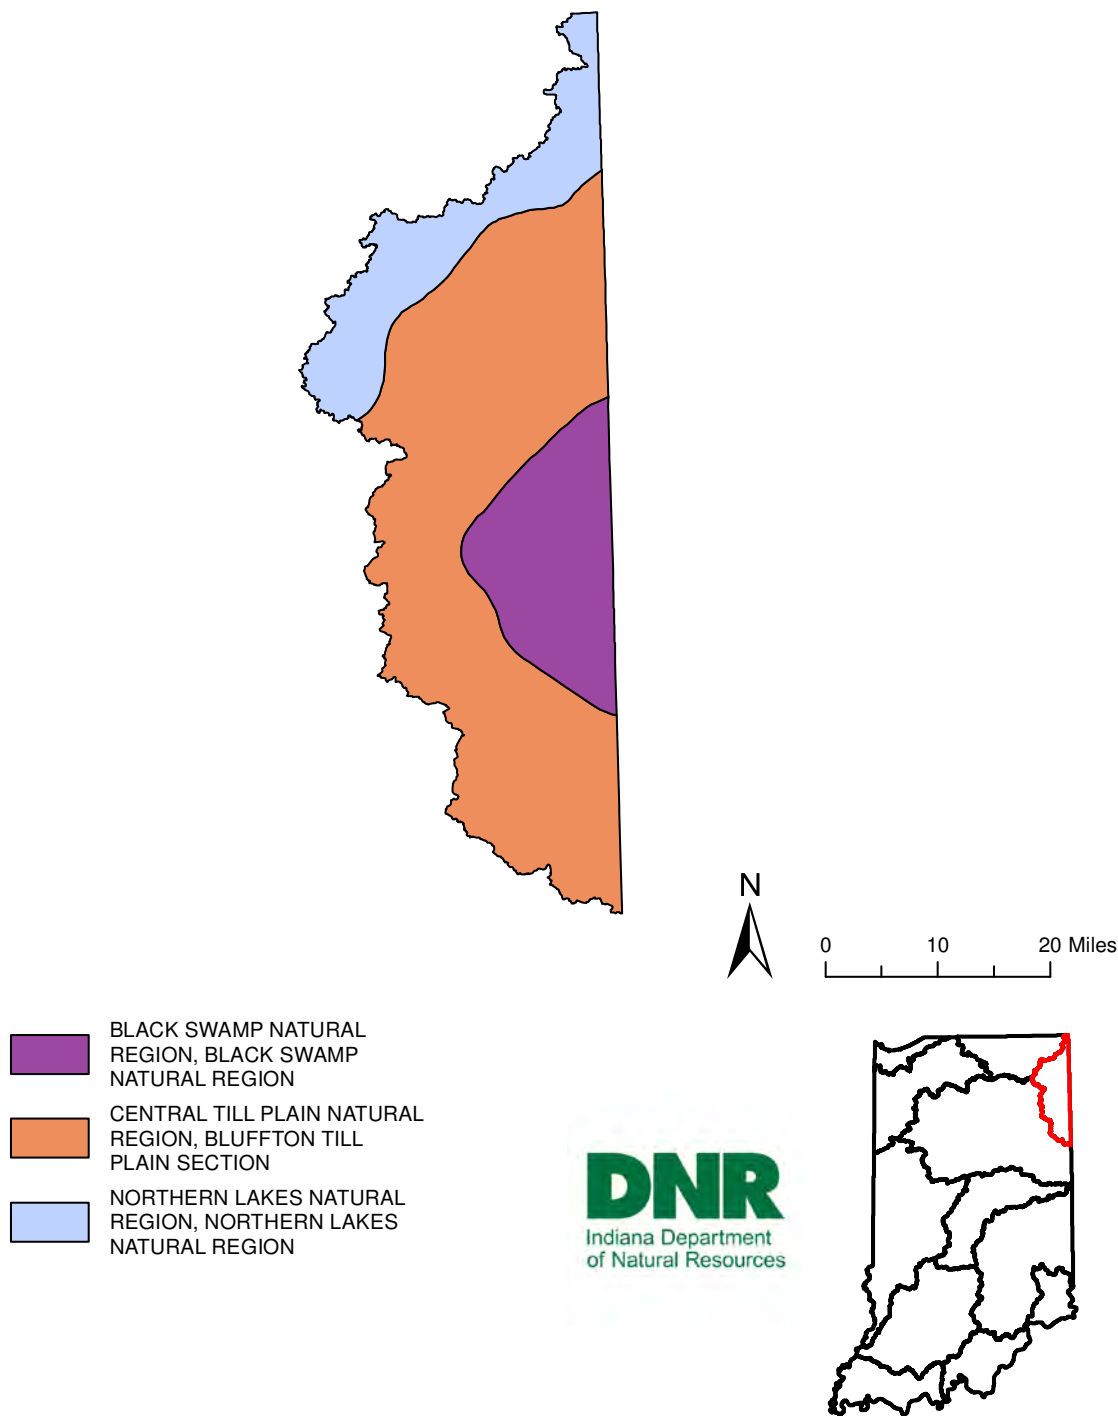 N
0 10 20 Miles
BLACK SWAMP NATURAL
REGION, BLACK SWAMP
NATURAL REGION
CENTRAL TILL PLAIN NATURAL
REGION, BLUFFTON TILL
PLAIN SECTION
NORTHERN LAKES NATURAL
REGION, NORTHERN LAKES
NATURAL REGION
DNR
Indiana Department
of Natural Resources